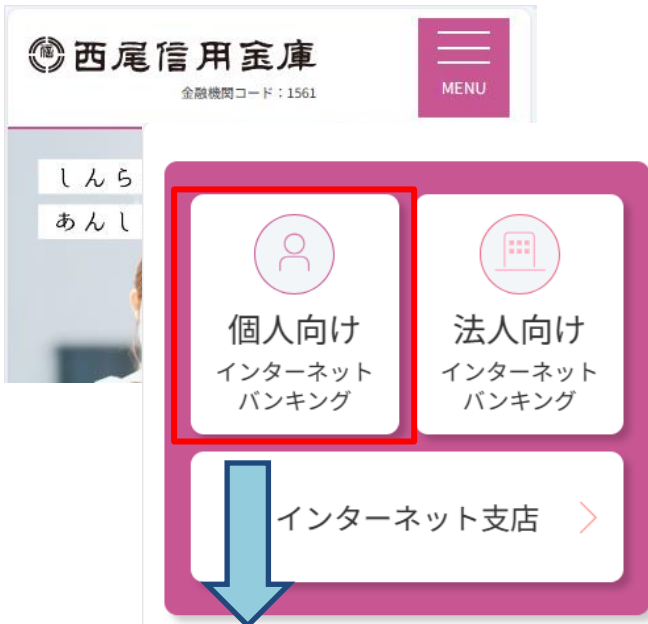 西尾信用金庫
金融機関コード：1561
MENU
しんら
あんし
個人向け
インターネット
バンキング
法人向け
インターネット
バンキング
インターネット支店